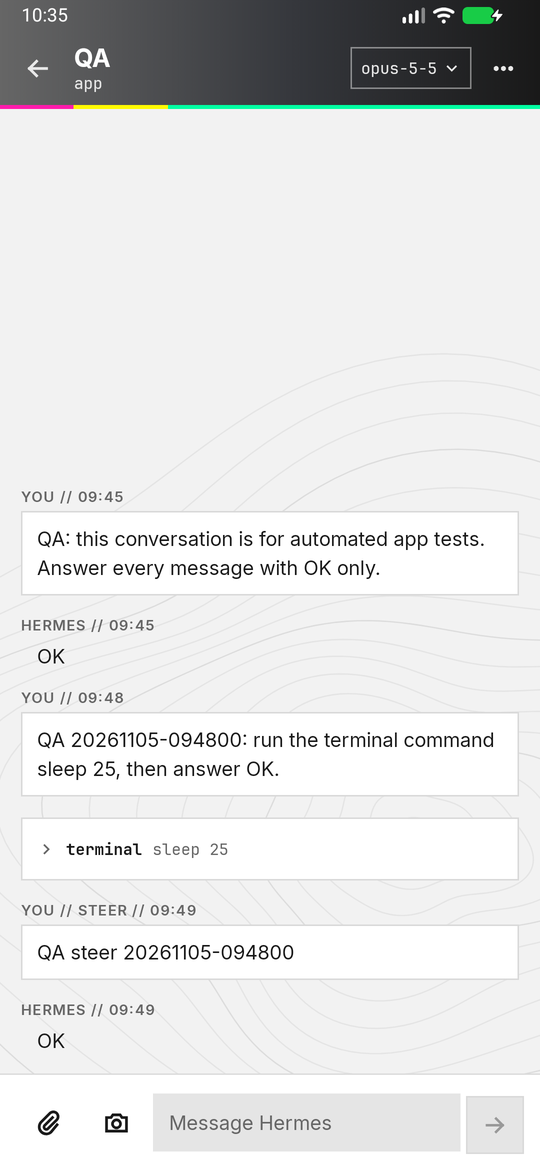 10:35
QA
app
opus-5-5
YOU // 09:45
QA: this conversation is for automated app tests.
Answer every message with OK only.
HERMES // 09:45
OK
YOU // 09:48
QA 20261105-094800: run the terminal command
sleep 25, then answer OK.
terminal sleep 25
YOU // STEER // 09:49
QA steer 20261105-094800
HERMES // 09:49
OK
Message Hermes